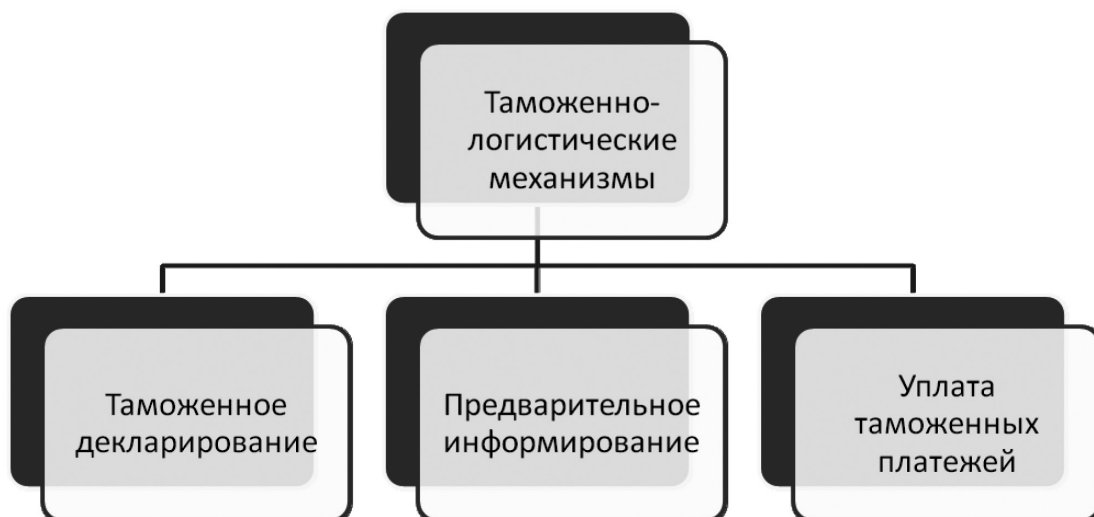 Таможенно-
логистические
механизмы
Таможенное
декларирование
Предварительное
информирование
Уплата
таможенных
платежей